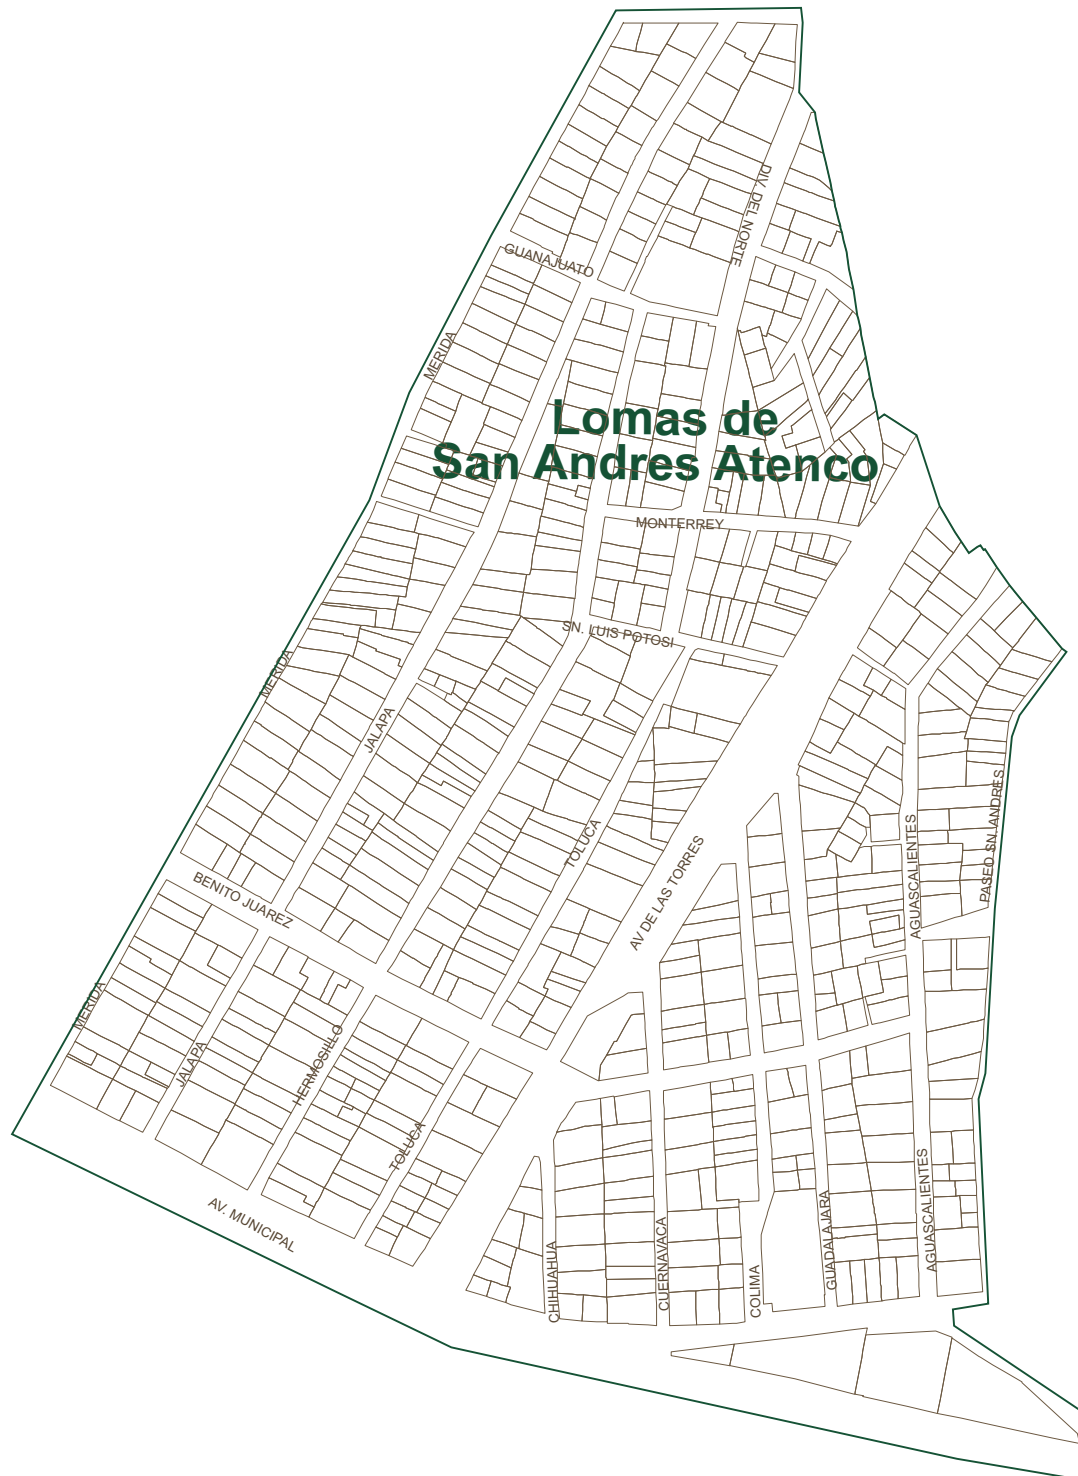 DIV. DEL NORTE
GUANAJUATO
MERIDA
Lomas de
San Andres Atenco
MONTERREY
SN. LUIS POTOSI
MERIDA
JALAPA
TOLUCA
PASEO SN. ANDRES
AGUASCALIENTES
AV DE LAS TORRES
BENITO JUAREZ
MERIDA
JALAPA
HERMOSILLO
TOLUCA
AV. MUNICIPAL
CHIHUAHUA
CUERNAVACA
COLIMA
GUADALAJARA
AGUASCALIENTES